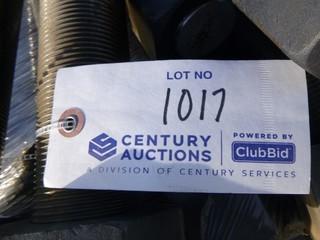 LOT NO
1017
CENTURY AUCTIONS
POWERED BY
ClubBid
A DIVISION OF CENTURY SERVICES